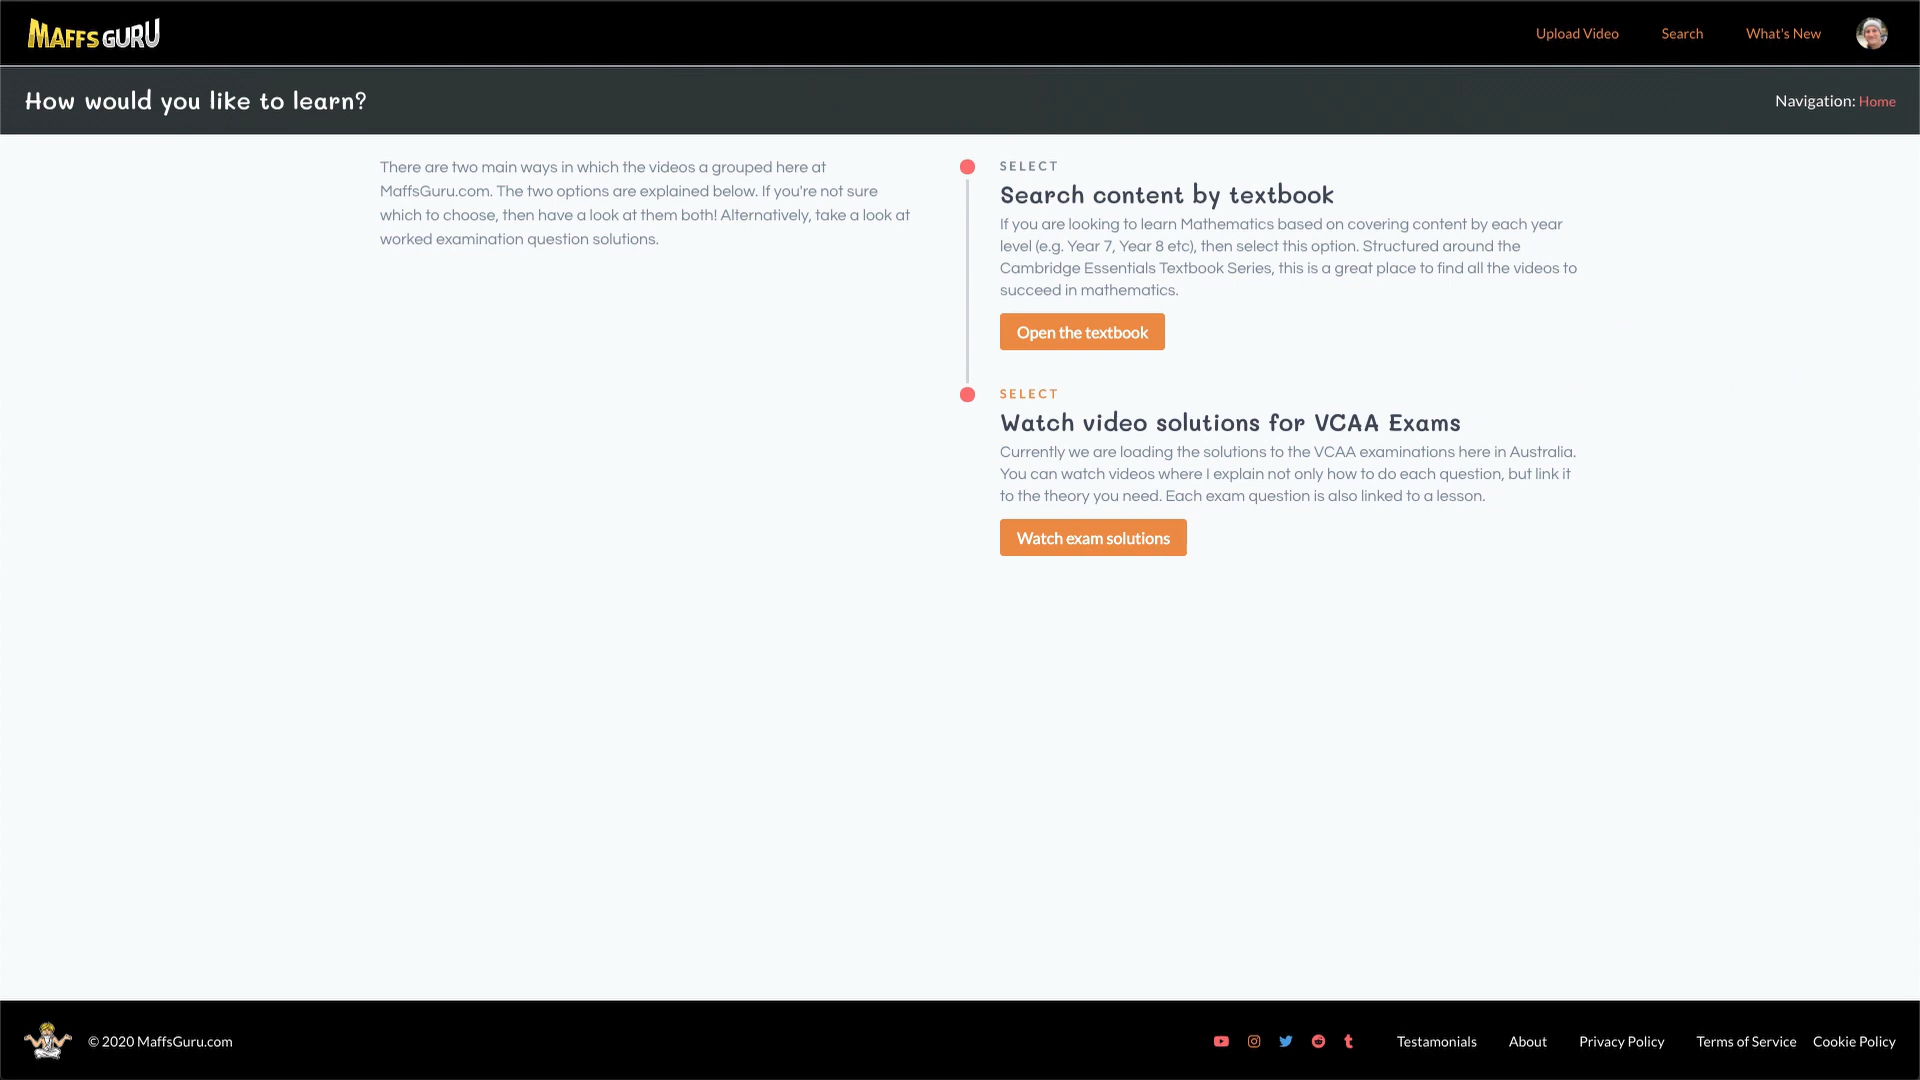 MAFFS GURU
Upload Video
Search
What's New
How would you like to learn?
Navigation: Home
There are two main ways in which the videos a grouped here at
MaffsGuru.com. The two options are explained below. If you're not sure
which to choose, then have a look at them both! Alternatively, take a look at
worked examination question solutions.
SELECT
Search content by textbook
If you are looking to learn Mathematics based on covering content by each year
level (e.g. Year 7, Year 8 etc), then select this option. Structured around the
Cambridge Essentials Textbook Series, this is a great place to find all the videos to
succeed in mathematics.
Open the textbook
SELECT
Watch video solutions for VCAA Exams
Currently we are loading the solutions to the VCAA examinations here in Australia.
You can watch videos where I explain not only how to do each question, but link it
to the theory you need. Each exam question is also linked to a lesson.
Watch exam solutions
© 2020 MaffsGuru.com
Testamonials
About
Privacy Policy
Terms of Service
Cookie Policy